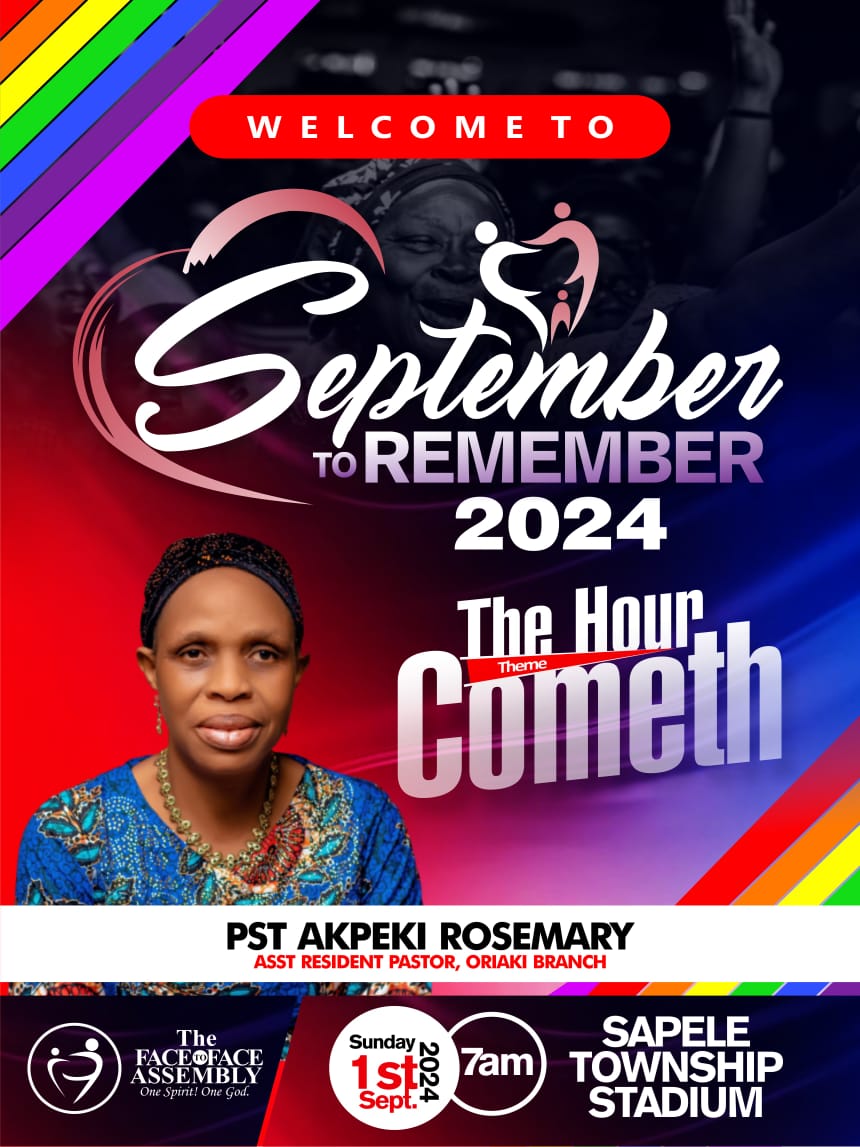 WELCOME TO
September
TO REMEMBER
2024
The Hour
Theme
Cometh
PST AKPEKI ROSEMARY
ASST RESIDENT PASTOR, ORIAKI BRANCH
The
FACE TO FACE
ASSEMBLY
One Spirit! One God.
Sunday
1st
Sept.
2024
7am
SAPELE
TOWNSHIP
STADIUM